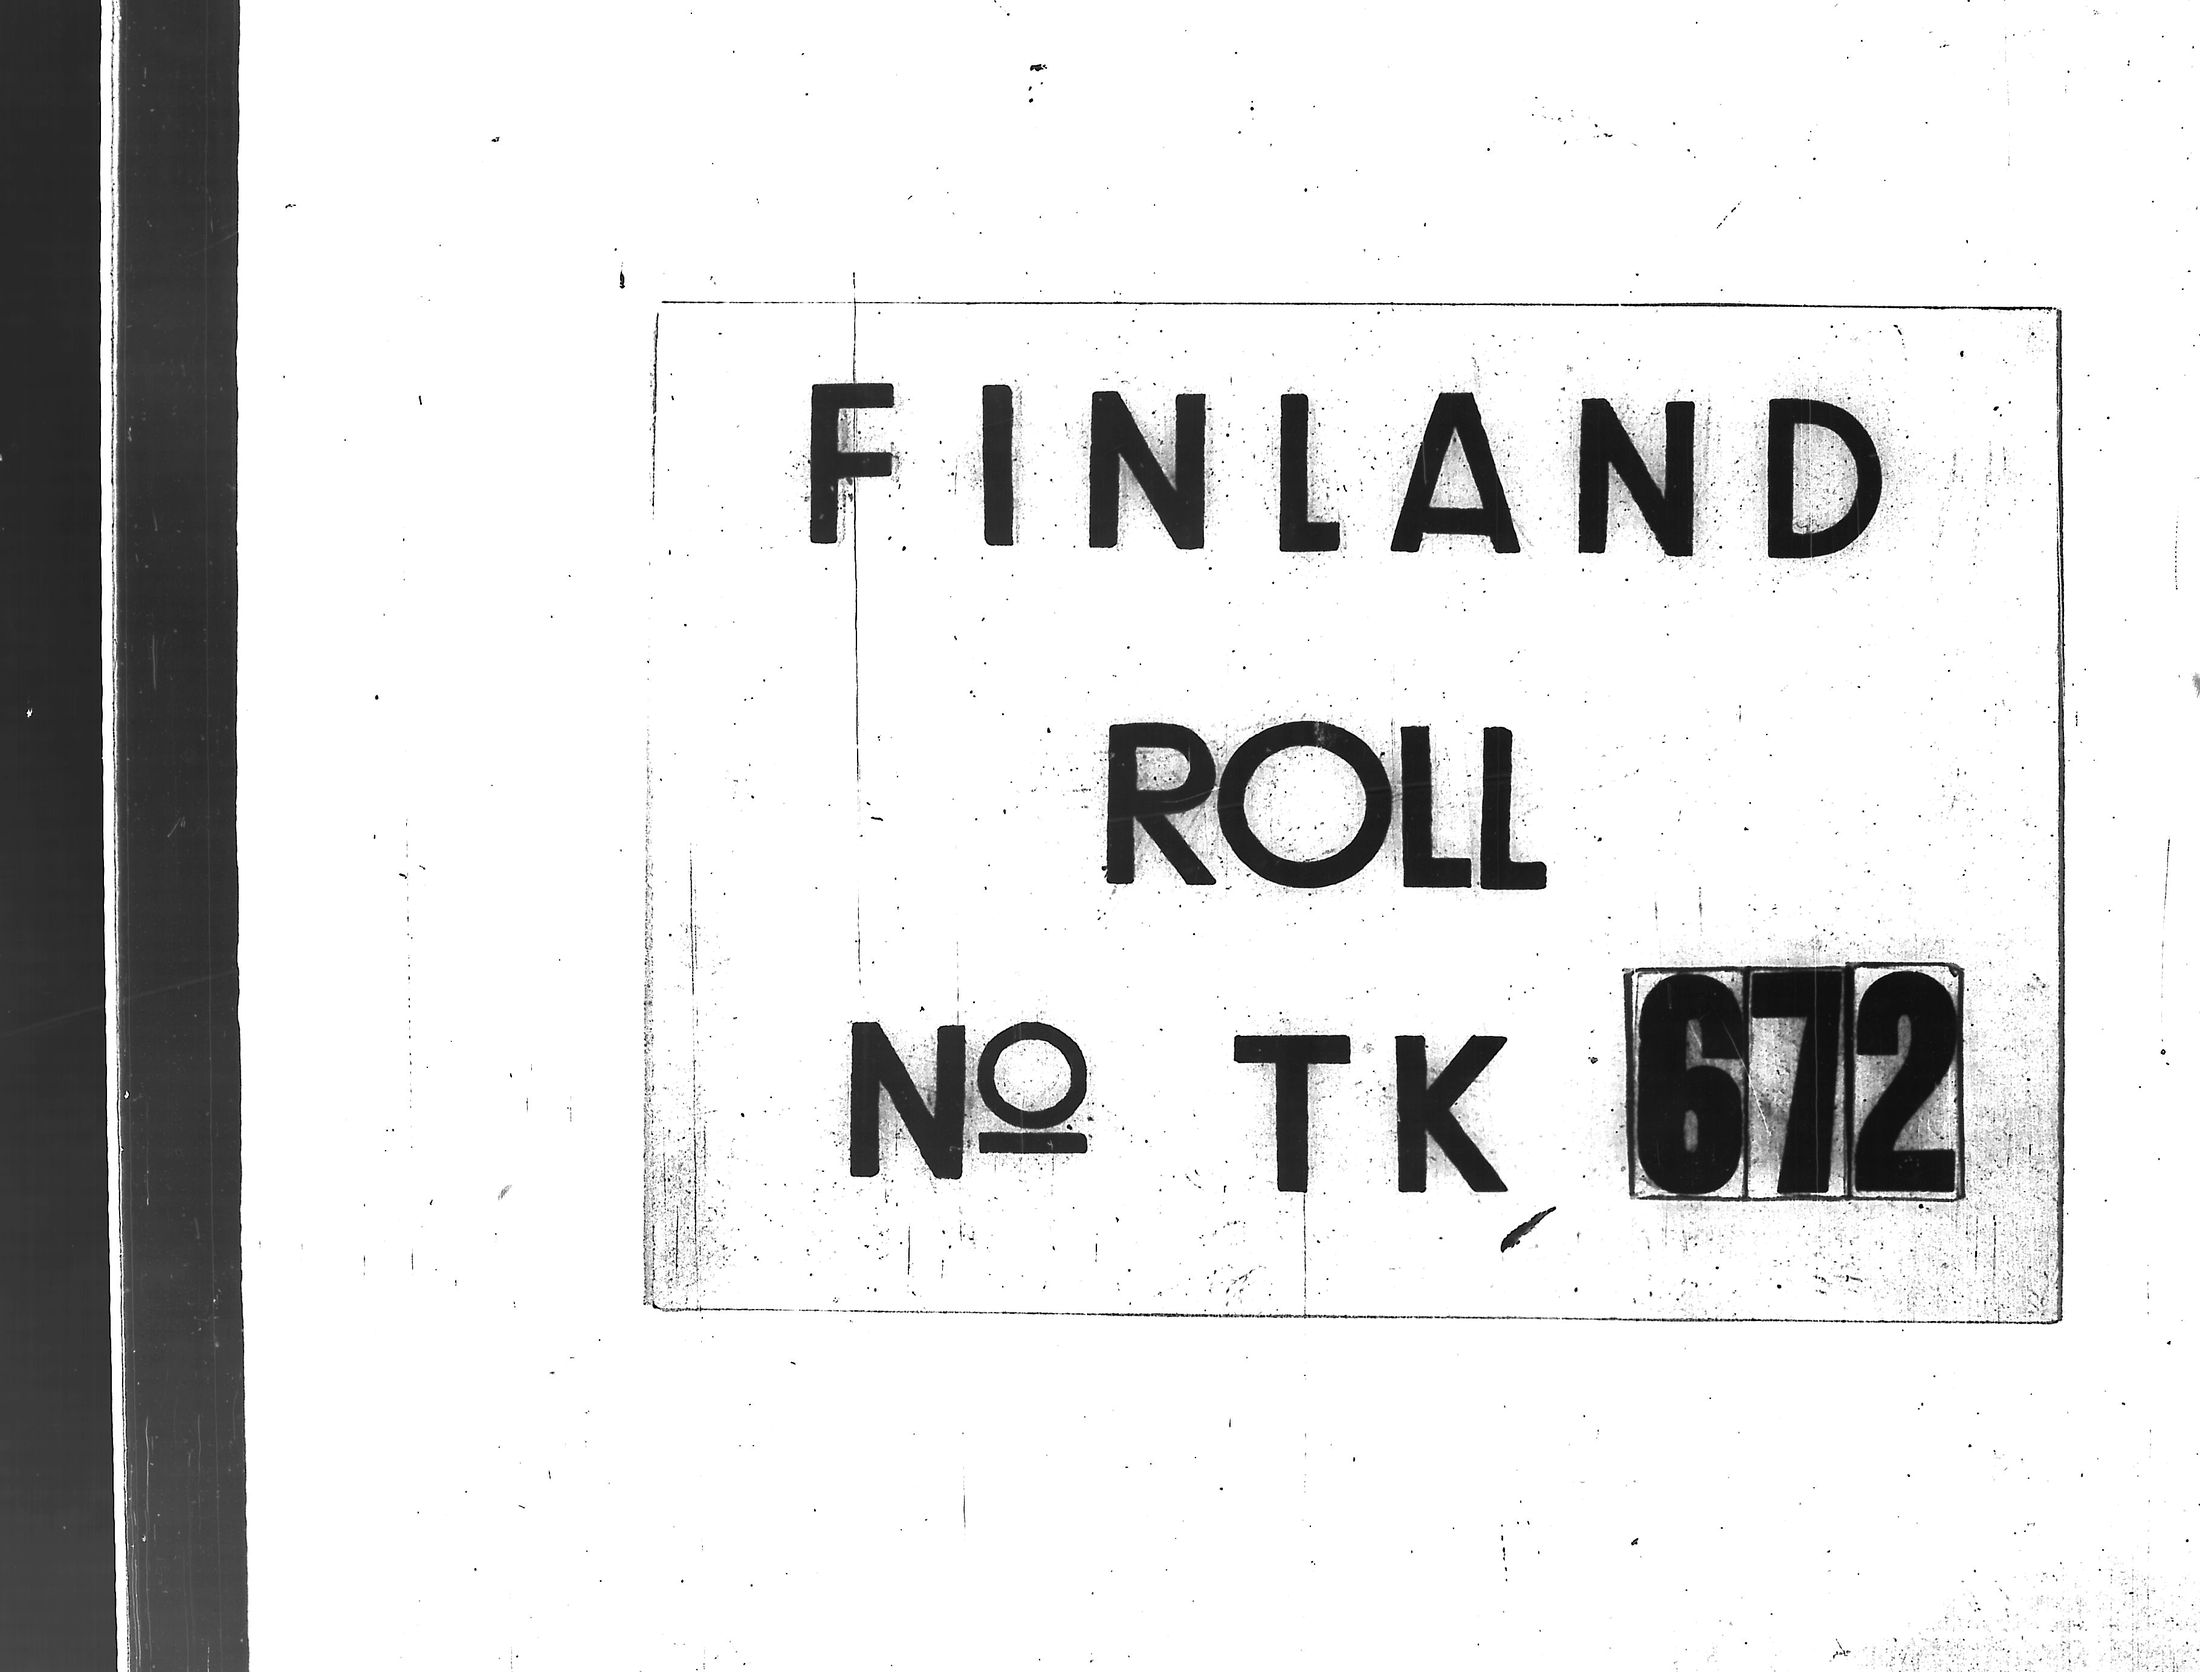 FINLAND
ROLL
Nº TK 672